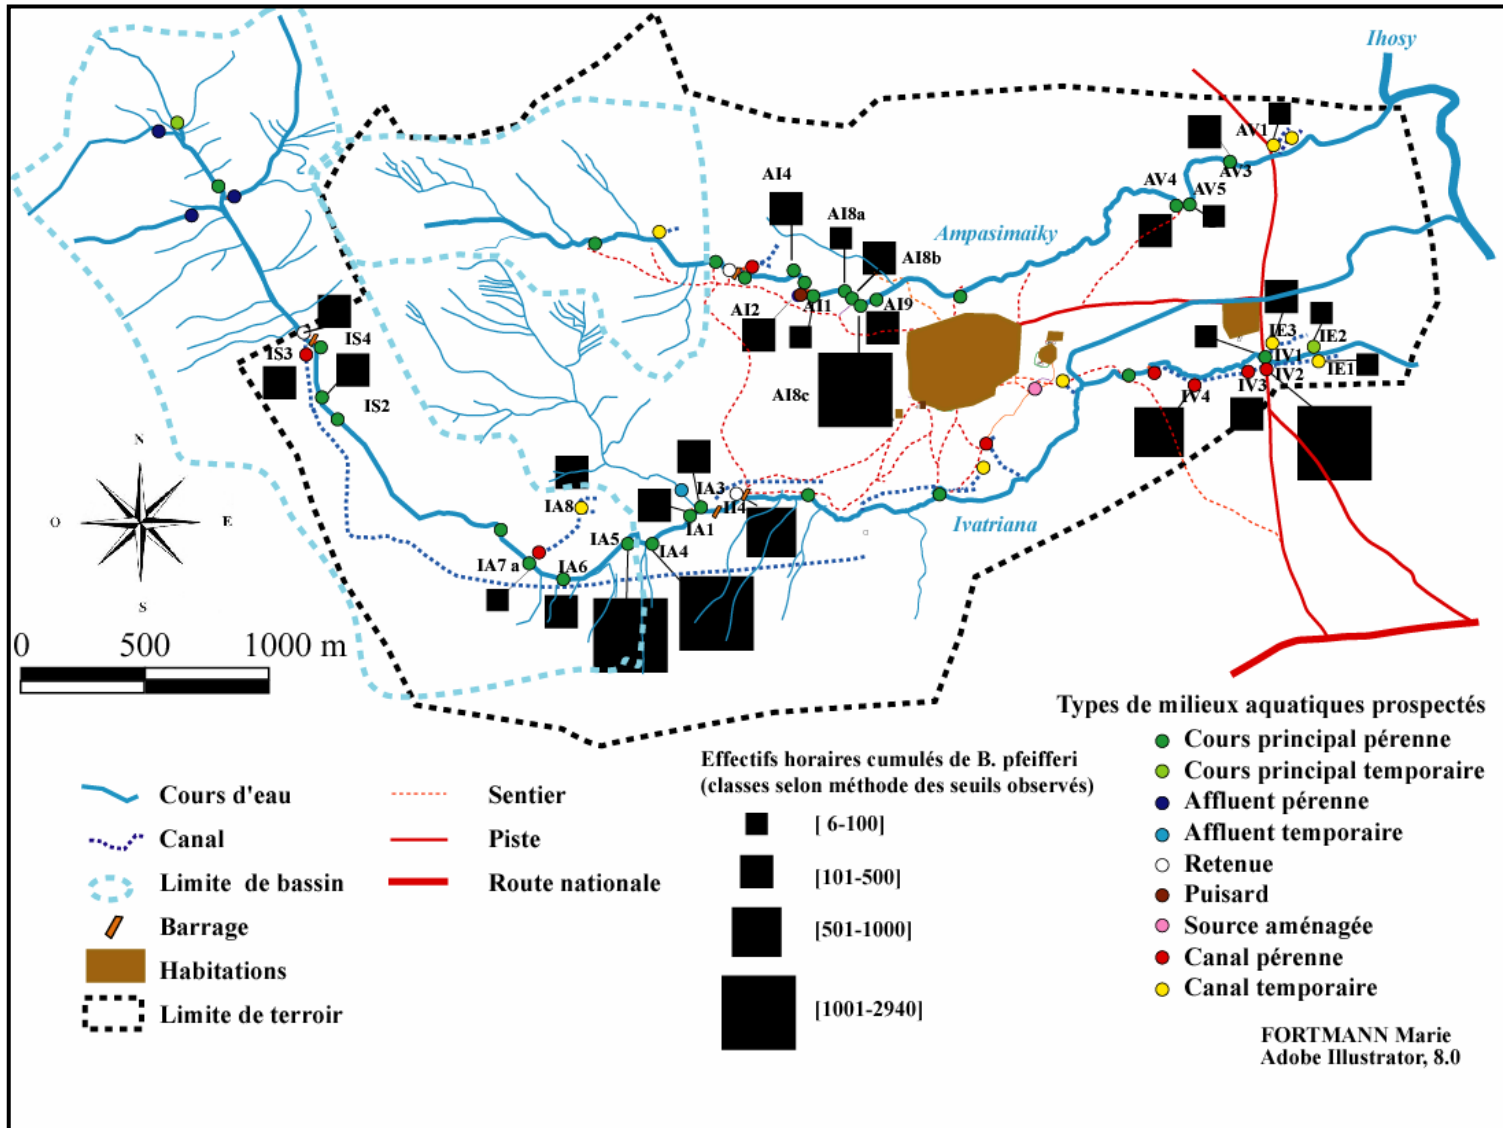 Ihosy
AV1
AV3
AI4
AV4
AV5
AI8a
Ampasimaiky
AI8b
AI2
AI1
AI9
IS4
IS3
IE3
IE2
IV1
IE1
IV2
IV3
IV4
AI8c
IS2
N
O
E
S
IA3
IA8
II4
IA1
Ivatriana
IA5
IA4
IA7 a
IA6
0 500 1000 m
Types de milieux aquatiques prospectés
Cours principal pérenne
Cours principal temporaire
Affluent pérenne
Affluent temporaire
Retenue
Puisard
Source aménagée
Canal pérenne
Canal temporaire
Effectifs horaires cumulés de B. pfeifferi
(classes selon méthode des seuils observés)
[ 6-100]
[101-500]
[501-1000]
[1001-2940]
Cours d'eau
Canal
Limite de bassin
Barrage
Habitations
Limite de terroir
Sentier
Piste
Route nationale
FORTMANN Marie
Adobe Illustrator, 8.0